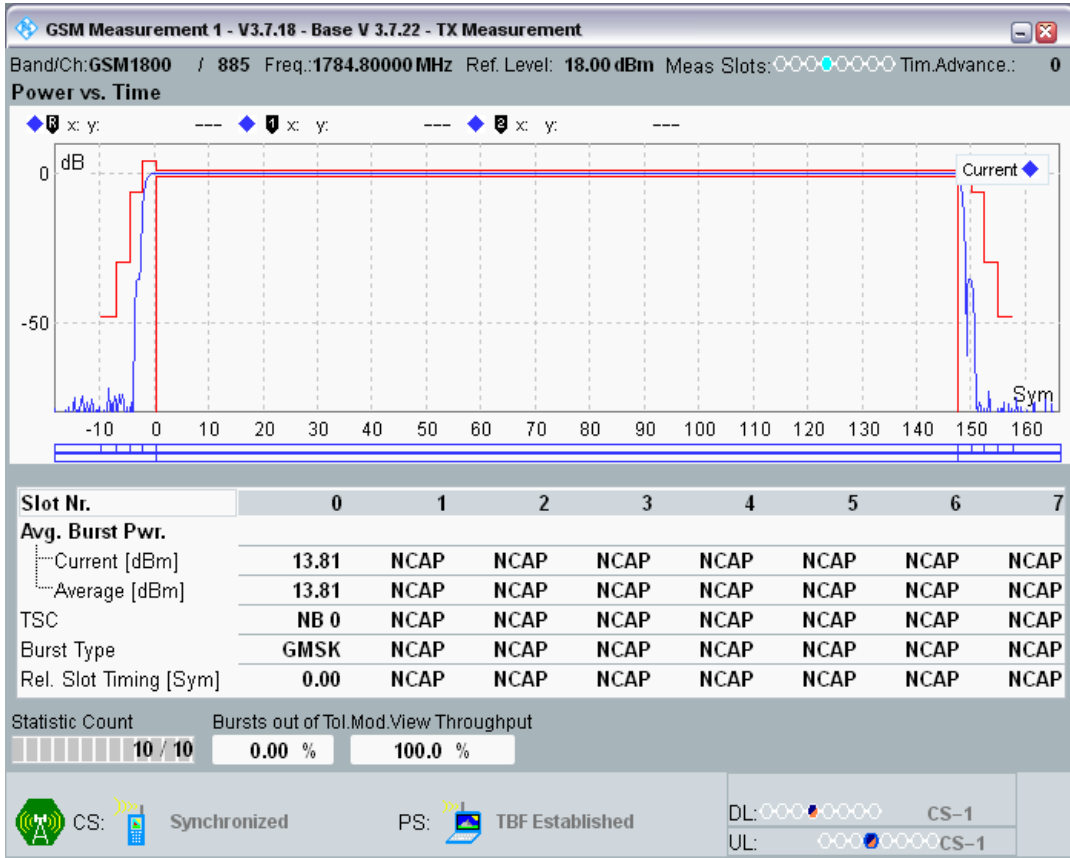 GSM Measurement 1 - V3.7.18 - Base V 3.7.22 - TX Measurement
Band/Ch:GSM1800 / 885 Freq.:1784.80000 MHz Ref. Level: 18.00 dBm Meas Slots: Tim.Advance.: 0
Power vs. Time
R x: y: --- 1 x: y: --- 2 x: y: ---
dB
Current
0
-50
Sym
-10 0 10 20 30 40 50 60 70 80 90 100 110 120 130 140 150 160
Slot Nr. 0 1 2 3 4 5 6 7
Avg. Burst Pwr.
Current [dBm] 13.81 NCAP NCAP NCAP NCAP NCAP NCAP NCAP
Average [dBm] 13.81 NCAP NCAP NCAP NCAP NCAP NCAP NCAP
TSC NB 0 NCAP NCAP NCAP NCAP NCAP NCAP NCAP
Burst Type GMSK NCAP NCAP NCAP NCAP NCAP NCAP NCAP
Rel. Slot Timing [Sym] 0.00 NCAP NCAP NCAP NCAP NCAP NCAP NCAP
Statistic Count Bursts out of Tol.Mod.View Throughput
10 / 10 0.00 % 100.0 %
CS: Synchronized PS: TBF Established DL: CS-1
UL: CS-1